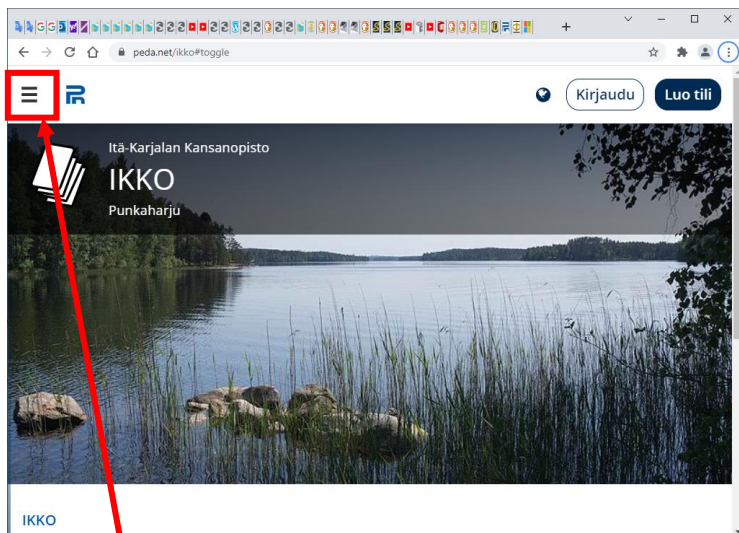 peda.net/ikko#toggle
Kirjaudu
Luo tili
Itä-Karjalan Kansanopisto
IKKO
Punkaharju
IKKO